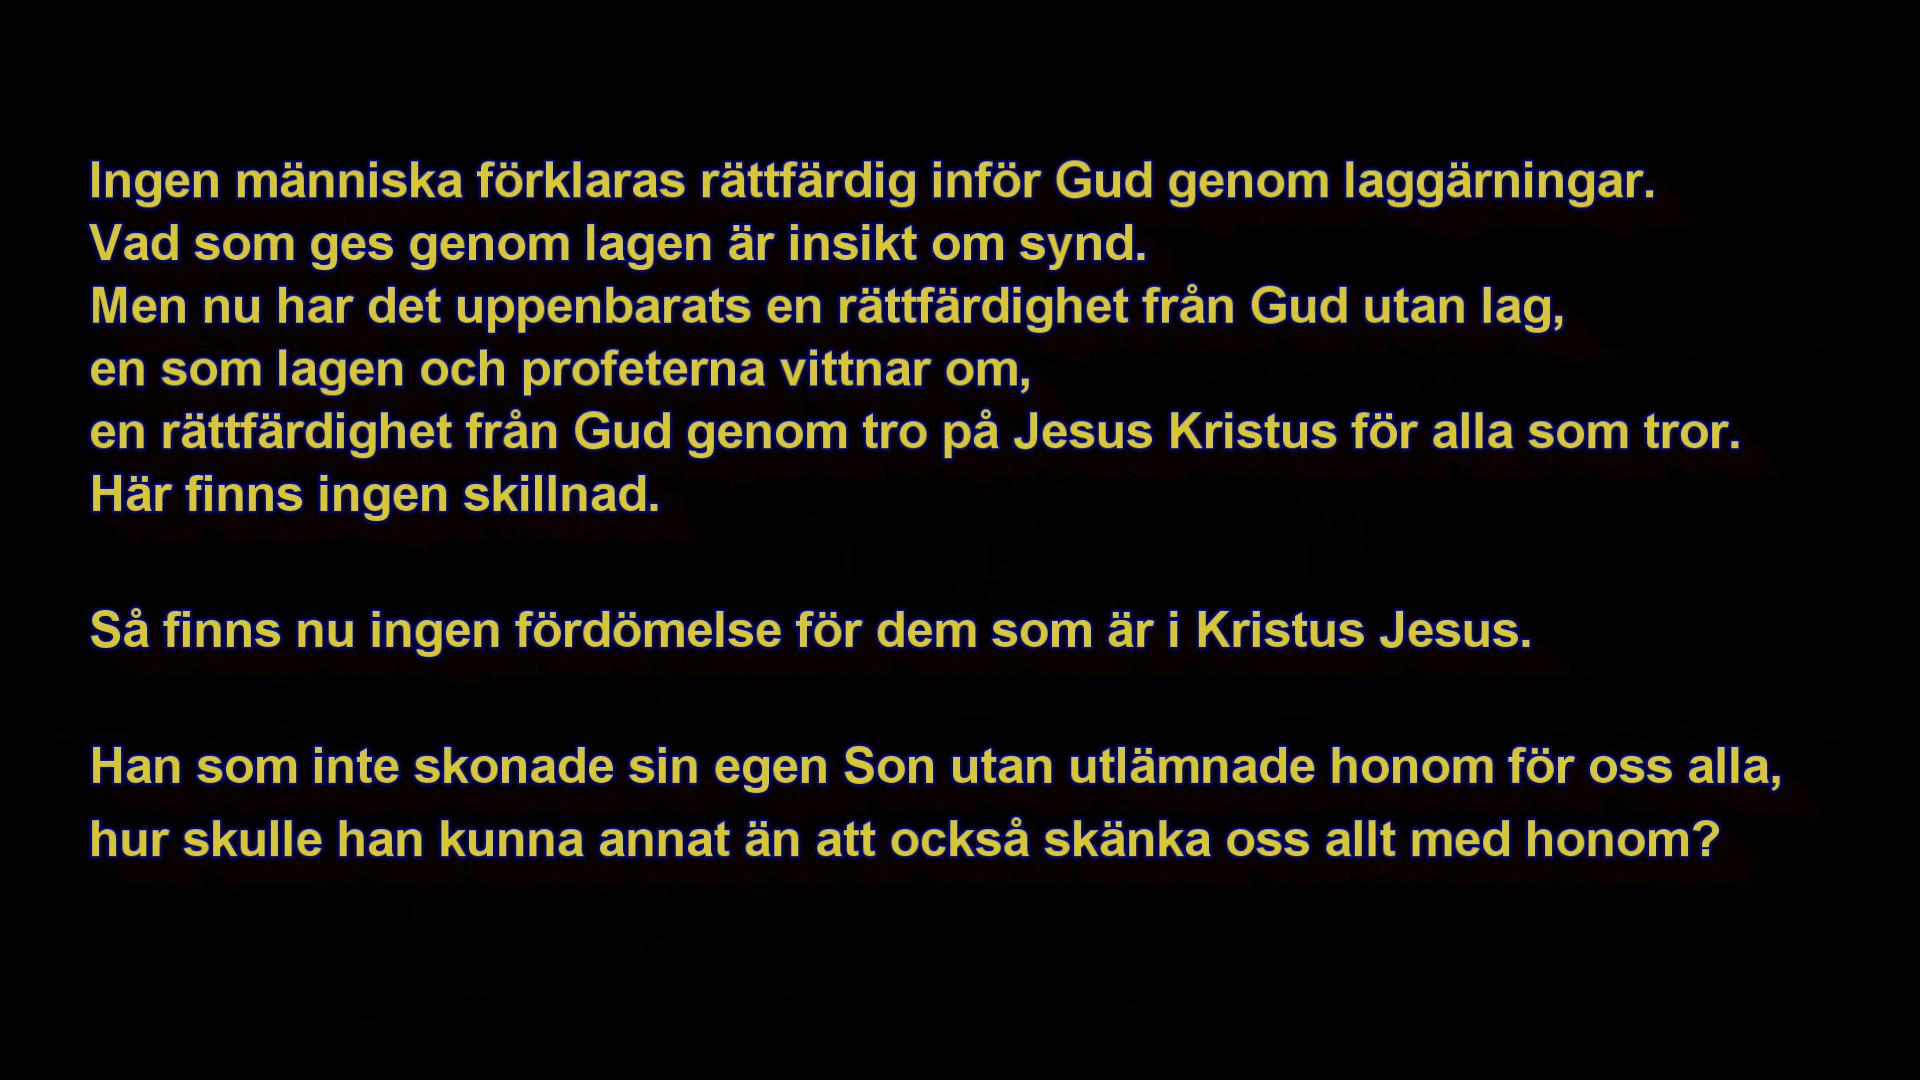 Ingen människa förklaras rättfärdig inför Gud genom laggärningar.
Vad som ges genom lagen är insikt om synd.
Men nu har det uppenbarats en rättfärdighet från Gud utan lag,
en som lagen och profeterna vittnar om,
en rättfärdighet från Gud genom tro på Jesus Kristus för alla som tror.
Här finns ingen skillnad.
Så finns nu ingen fördömelse för dem som är i Kristus Jesus.
Han som inte skonade sin egen Son utan utlämnade honom för oss alla,
hur skulle han kunna annat än att också skänka oss allt med honom?